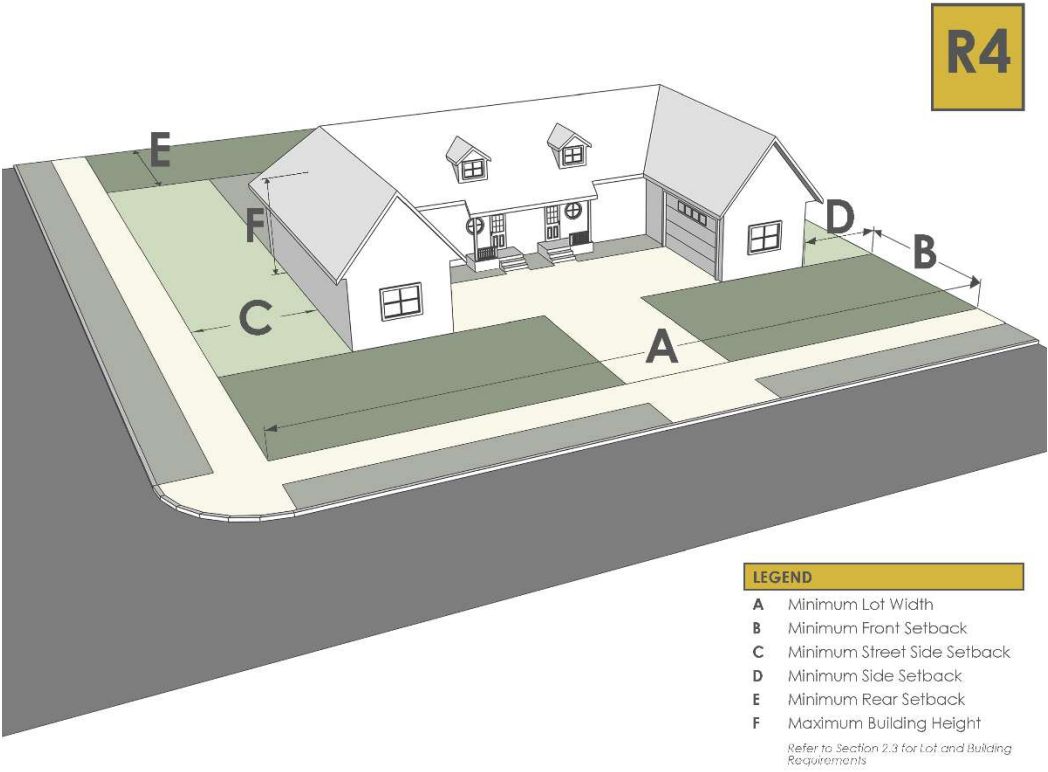 R4
E
F
D
B
C
A
LEGEND
A Minimum Lot Width
B Minimum Front Setback
C Minimum Street Side Setback
D Minimum Side Setback
E Minimum Rear Setback
F Maximum Building Height
Refer to Section 2.3 for Lot and Building
Requirements